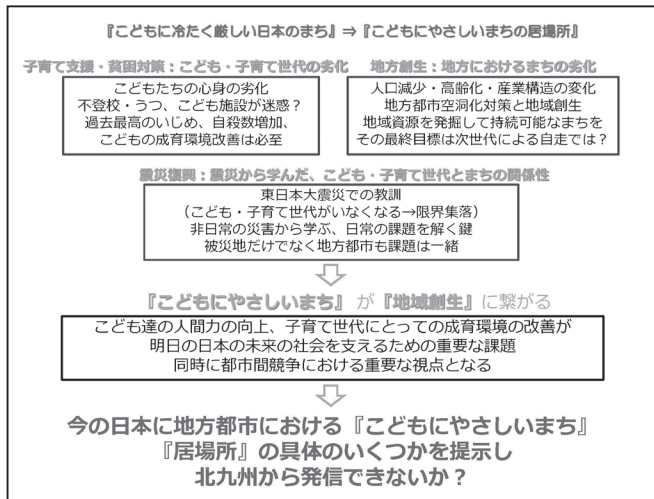 『こどもに冷たく厳しい日本のまち』⇒『こどもにやさしいまちの居場所』
子育て支援・貧困対策：こども・子育て世代の劣化
こどもたちの心身の劣化
不登校・うつ、こども施設が迷惑？
過去最高のいじめ、自殺数増加、
こどもの成育環境改善は必至
地方創生：地方におけるまちの劣化
人口減少・高齢化・産業構造の変化
地方都市空洞化対策と地域創生
地域資源を発掘して持続可能なまちを
その最終目標は次世代による自走では？
震災復興：震災から学んだ、こども・子育て世代とまちの関係性
東日本大震災での教訓
（こども・子育て世代がいなくなる→限界集落）
非日常の災害から学ぶ、日常の課題を解く鍵
被災地だけでなく地方都市も課題は一緒
『こどもにやさしいまち』が『地域創生』に繋がる
こども達の人間力の向上、子育て世代にとっての成育環境の改善が
明日の日本の未来の社会を支えるための重要な課題
同時に都市間競争における重要な視点となる
今の日本に地方都市における『こどもにやさしいまち』
『居場所』の具体のいくつかを提示し
北九州から発信できないか？